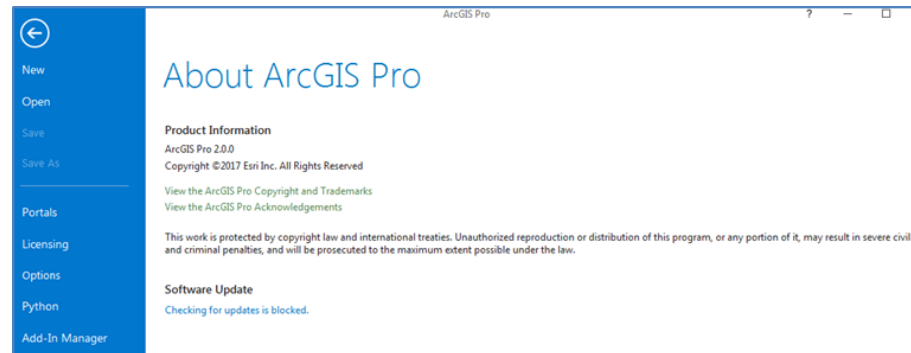 ArcGIS Pro
?
New
Open
Save
Save As
Portals
Licensing
Options
Python
Add-In Manager
About ArcGIS Pro
Product Information
ArcGIS Pro 2.0.0
Copyright ©2017 Esri Inc. All Rights Reserved
View the ArcGIS Pro Copyright and Trademarks
View the ArcGIS Pro Acknowledgements
This work is protected by copyright law and international treaties. Unauthorized reproduction or distribution of this program, or any portion of it, may result in severe civil
and criminal penalties, and will be prosecuted to the maximum extent possible under the law.
Software Update
Checking for updates is blocked.